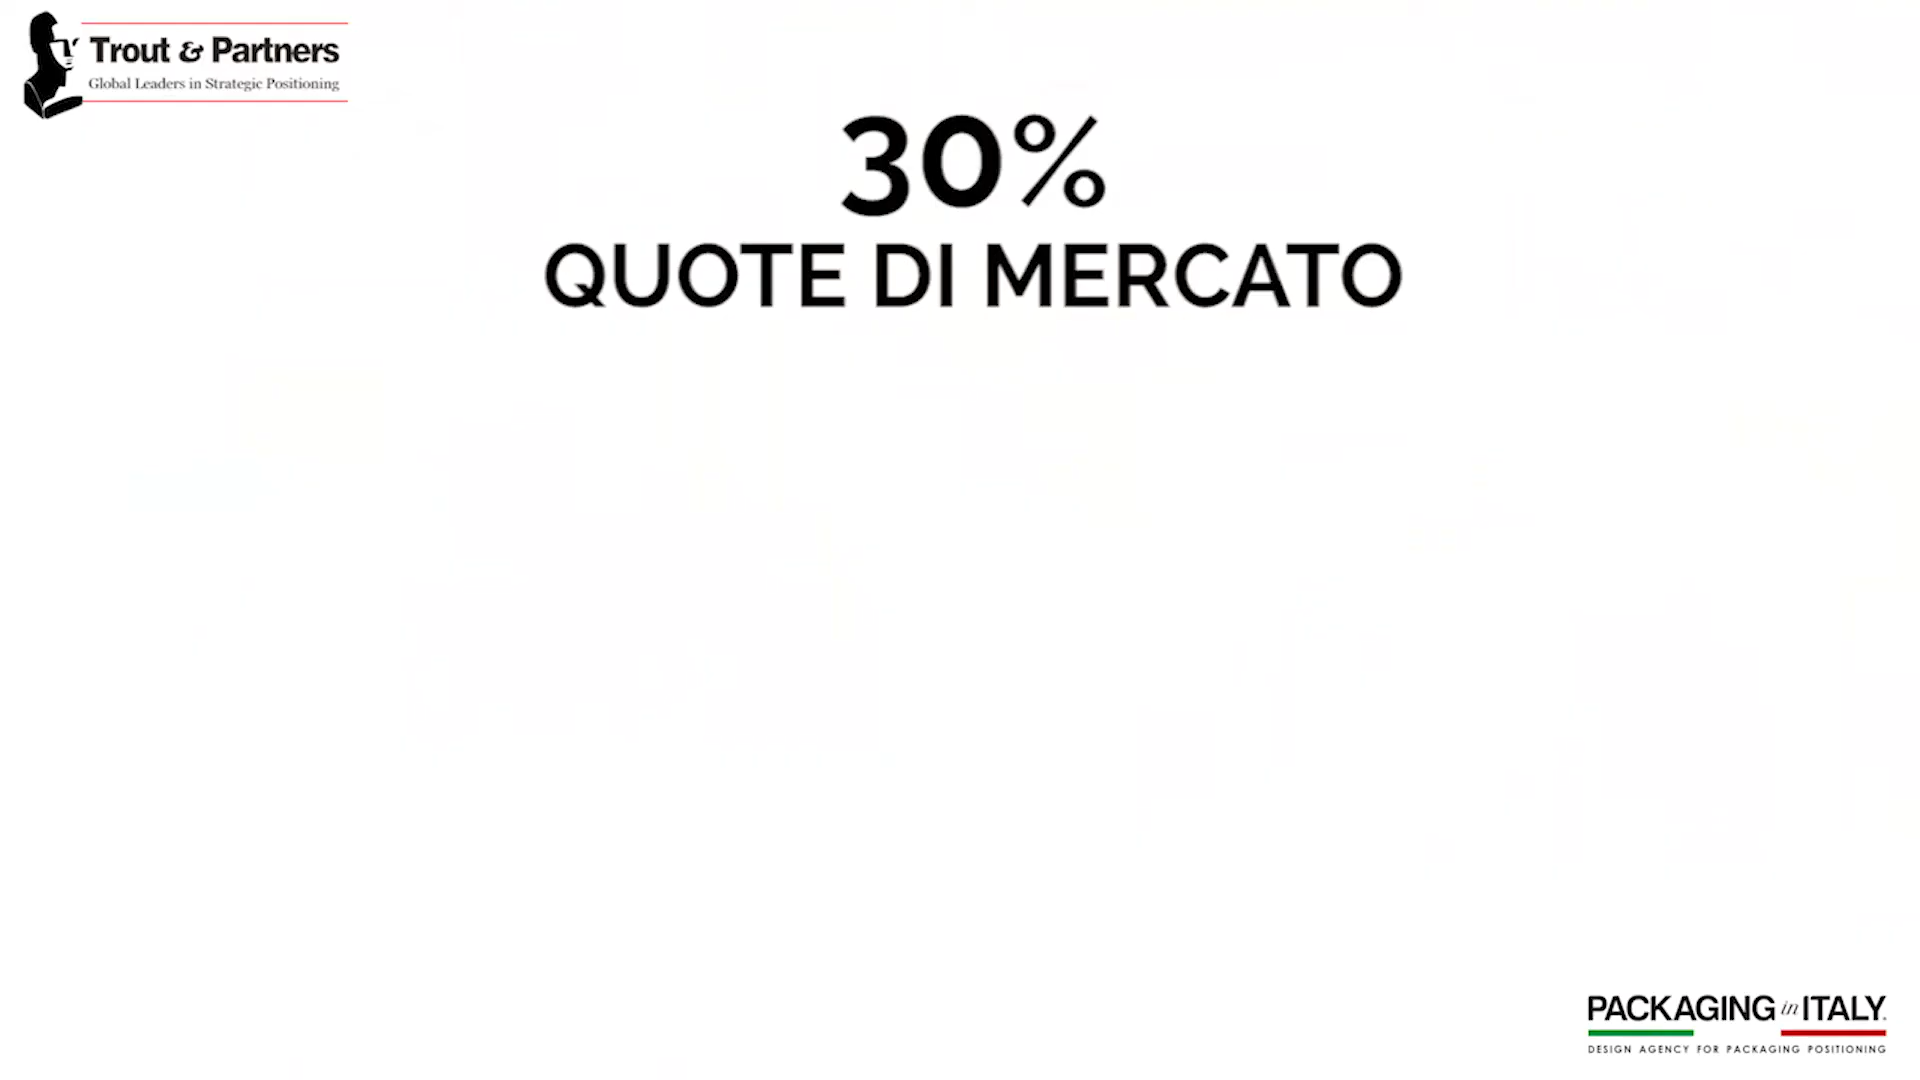 Trout & Partners
Global Leaders in Strategic Positioning
30%
QUOTE DI MERCATO
PACKAGING in ITALY.
DESIGN AGENCY FOR PACKAGING POSITIONING